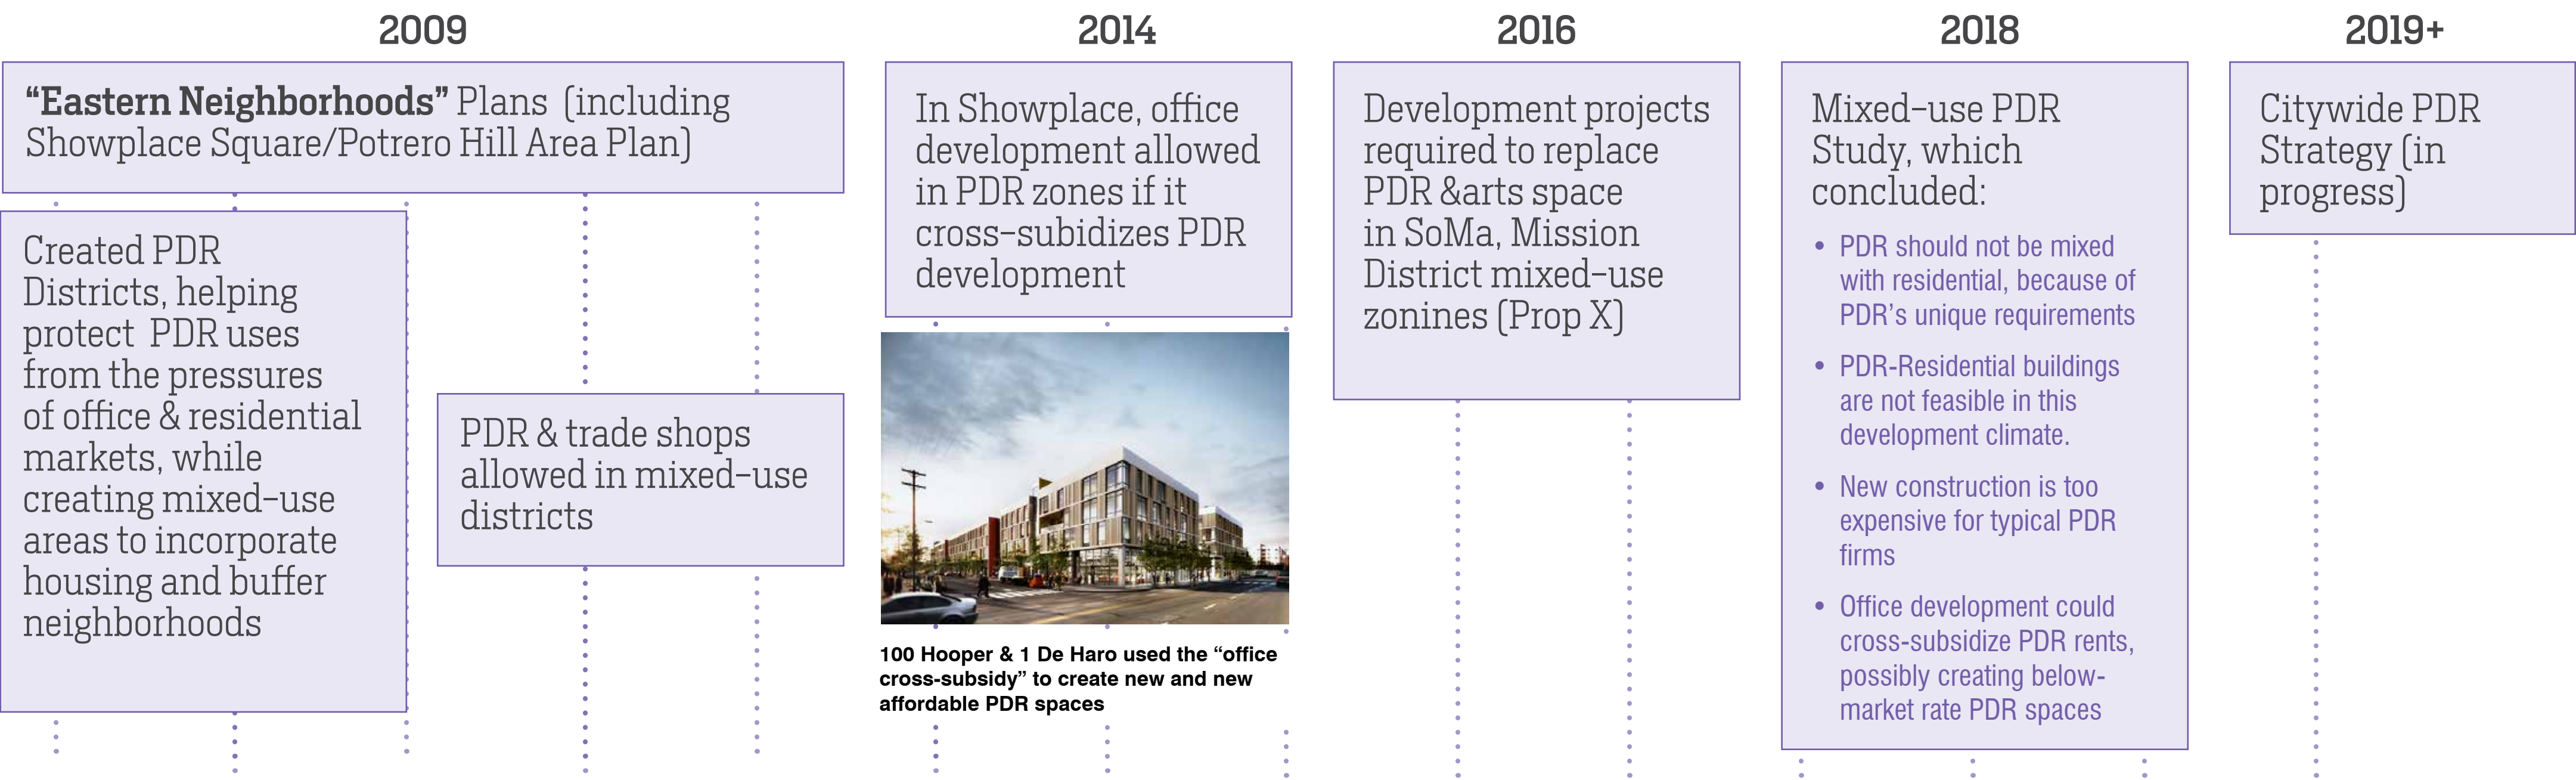 2009
“Eastern Neighborhoods” Plans (including
Showplace Square/Potrero Hill Area Plan)
Created PDR
Districts, helping
protect PDR uses
from the pressures
of office & residential
markets, while
creating mixed-use
areas to incorporate
housing and buffer
neighborhoods
PDR & trade shops
allowed in mixed-use
districts
2014
In Showplace, office
development allowed
in PDR zones if it
cross-subidizes PDR
development
100 Hooper & 1 De Haro used the “office
cross-subsidy” to create new and new
affordable PDR spaces
2016
Development projects
required to replace
PDR &arts space
in SoMa, Mission
District mixed-use
zonines (Prop X)
2018
Mixed-use PDR
Study, which
concluded:
• PDR should not be mixed
with residential, because of
PDR’s unique requirements
• PDR-Residential buildings
are not feasible in this
development climate.
• New construction is too
expensive for typical PDR
firms
• Office development could
cross-subsidize PDR rents,
possibly creating below-
market rate PDR spaces
2019+
Citywide PDR
Strategy (in
progress)